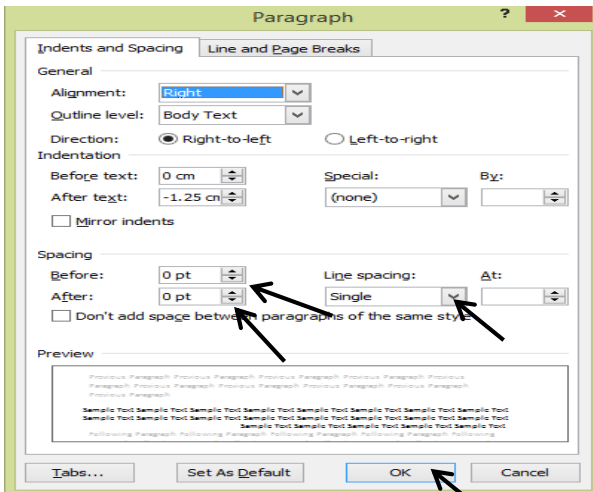 Paragraph ? ×
Indents and Spacing Line and Page Breaks
General
Alignment: Right
Outline level: Body Text
Direction: Right-to-left Left-to-right
Indentation
Before text: 0 cm Special: By:
After text: -1.25 cm (none)
Mirror indents
Spacing
Before: 0 pt Line spacing: At:
After: 0 pt Single
Don't add space between paragraphs of the same style
Preview
Previous Paragraph Previous Paragraph Previous Paragraph Previous Paragraph Previous
Paragraph Previous Paragraph Previous Paragraph Previous Paragraph Previous Paragraph
Previous Paragraph
Sample Text Sample Text Sample Text Sample Text Sample Text Sample Text Sample Text Sample Text
Sample Text Sample Text Sample Text Sample Text Sample Text Sample Text Sample Text Sample Text
Sample Text Sample Text Sample Text Sample Text Sample Text
Following Paragraph Following Paragraph Following Paragraph Following Paragraph Following
Tabs... Set As Default OK Cancel